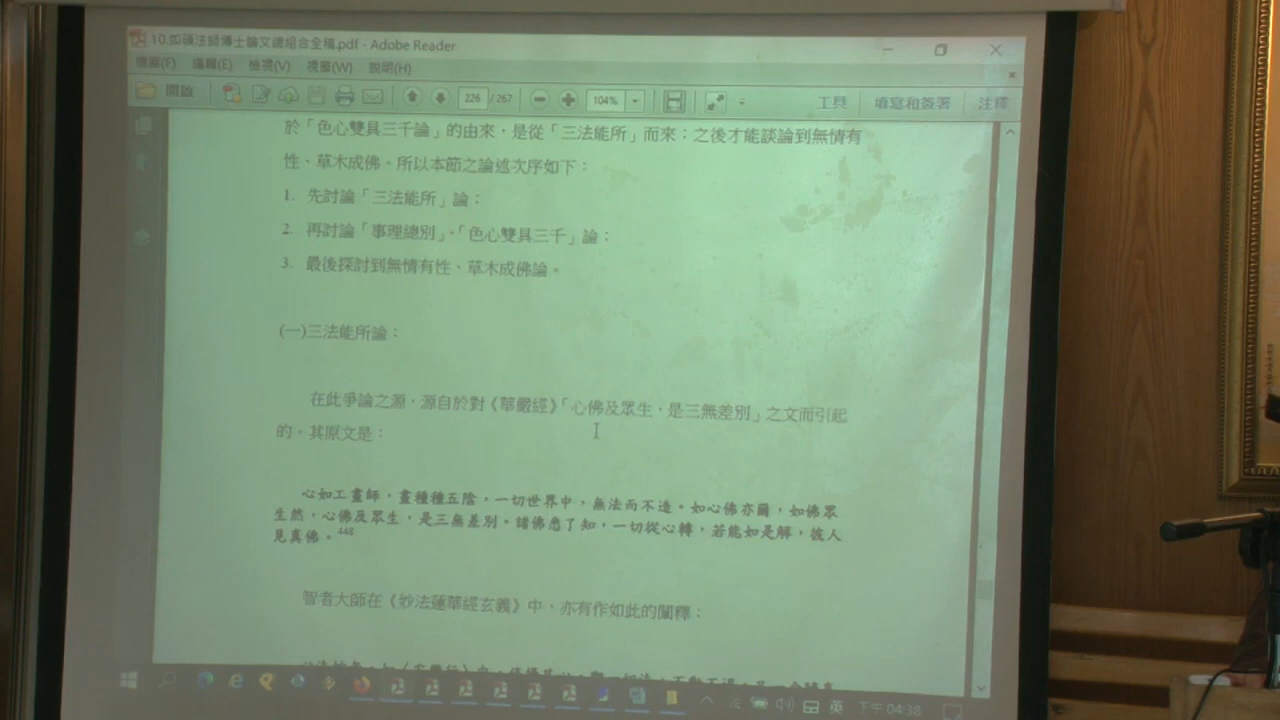 10.如碩法師博士論文總組合全稿.pdf - Adobe Reader
檔案(F) 編輯(E) 檢視(V) 視窗(W) 說明(H)
開啟 226 / 267 104% 工具 填寫和簽署 注釋
於「色心雙具三千論」的由來，是從「三法能所」而來；之後才能談論到無情有
性、草木成佛。所以本節之論述次序如下：
1. 先討論「三法能所」論；
2. 再討論「事理總別」、「色心雙具三千」論；
3. 最後探討到無情有性、草木成佛論。
(一)三法能所論：
在此爭論之源，源自於對《華嚴經》「心佛及眾生，是三無差別」之文而引起
的。其原文是：
心如工畫師，畫種種五陰，一切世界中，無法而不造。如心佛亦爾，如佛眾
生然，心佛及眾生，是三無差別。諸佛悉了知，一切從心轉，若能如是解，彼人
見真佛。448
智者大師在《妙法蓮華經玄義》中，亦有作如此的闡釋：
英 下午 04:38